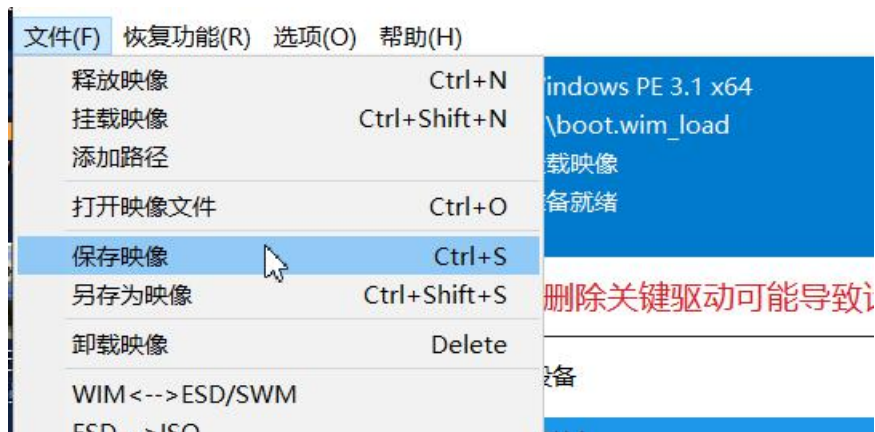 文件(F) 恢复功能(R) 选项(O) 帮助(H)
释放映像 Ctrl+N
挂载映像 Ctrl+Shift+N
添加路径
打开映像文件 Ctrl+O
保存映像 Ctrl+S
另存为映像 Ctrl+Shift+S
卸载映像 Delete
WIM<-->ESD/SWM
indows PE 3.1 x64
\boot.wim_load
载映像
备就绪
删除关键驱动可能导致
设备